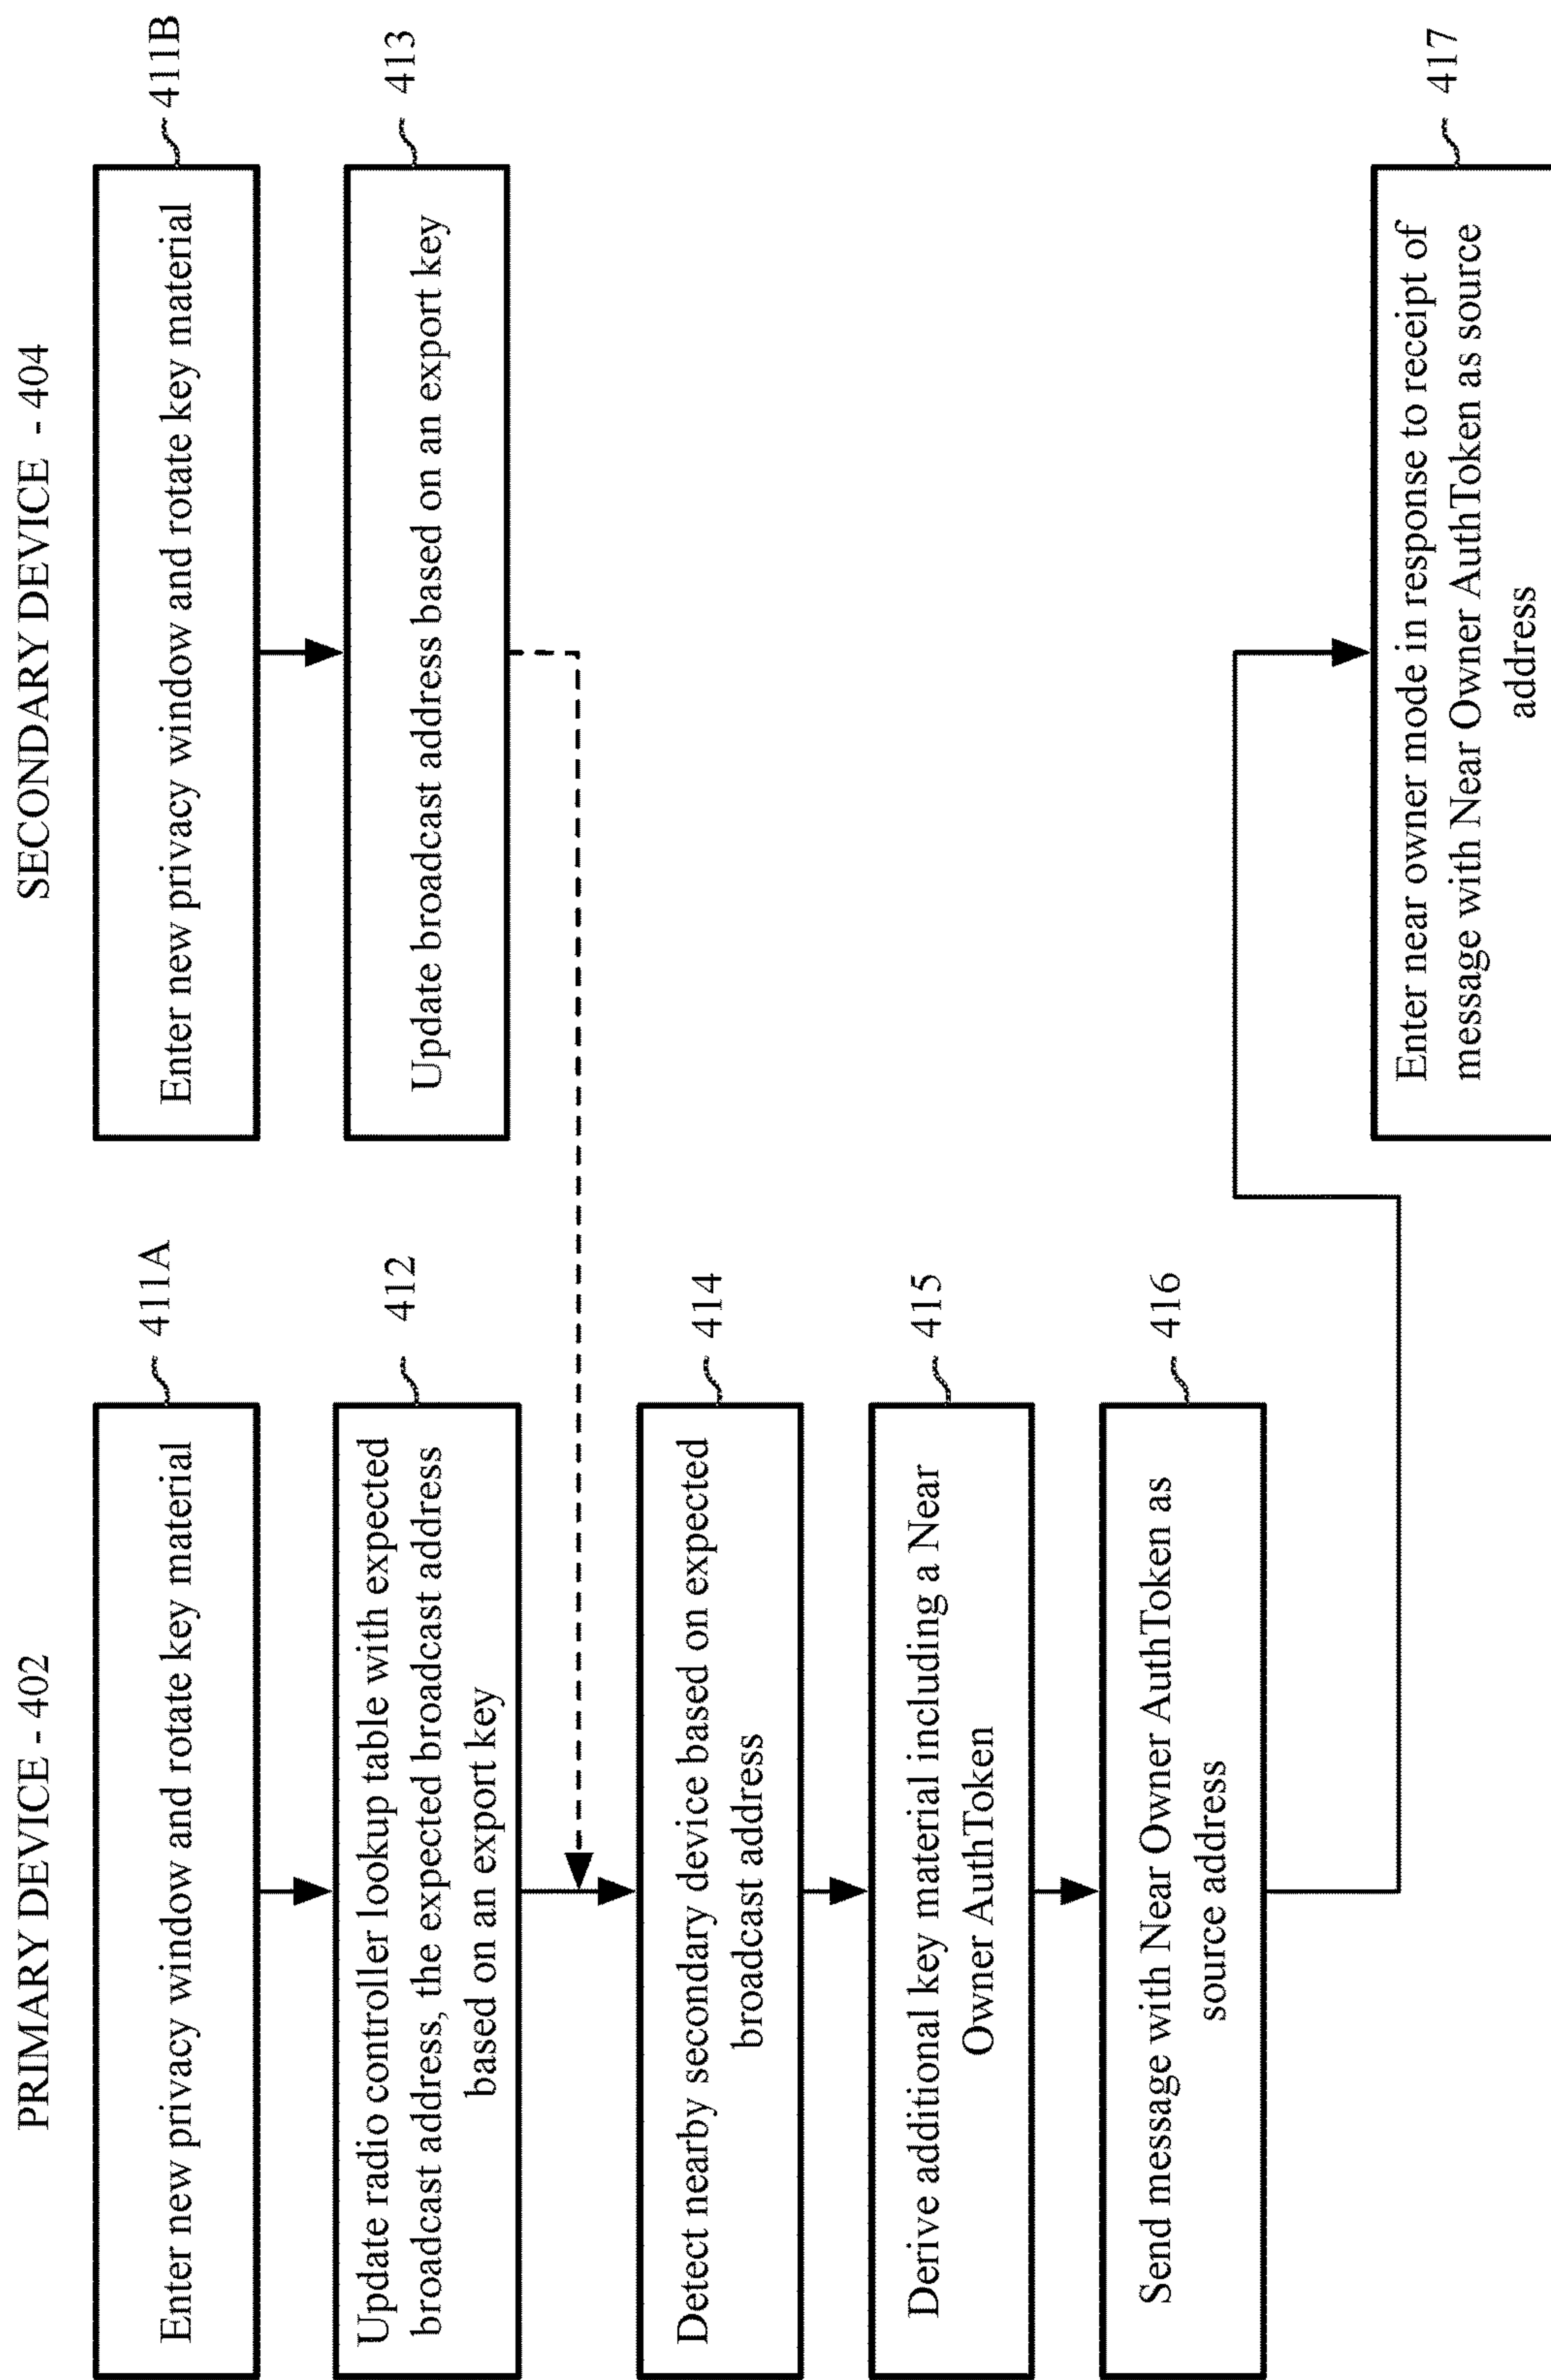 PRIMARY DEVICE - 402
SECONDARY DEVICE - 404
Enter new privacy window and rotate key material
411A
Enter new privacy window and rotate key material
411B
Update radio controller lookup table with expected
broadcast address, the expected broadcast address
based on an export key
412
Update broadcast address based on an export key
413
Detect nearby secondary device based on expected
broadcast address
414
Derive additional key material including a Near
Owner AuthToken
415
Send message with Near Owner AuthToken as
source address
416
Enter near owner mode in response to receipt of
message with Near Owner AuthToken as source
address
417